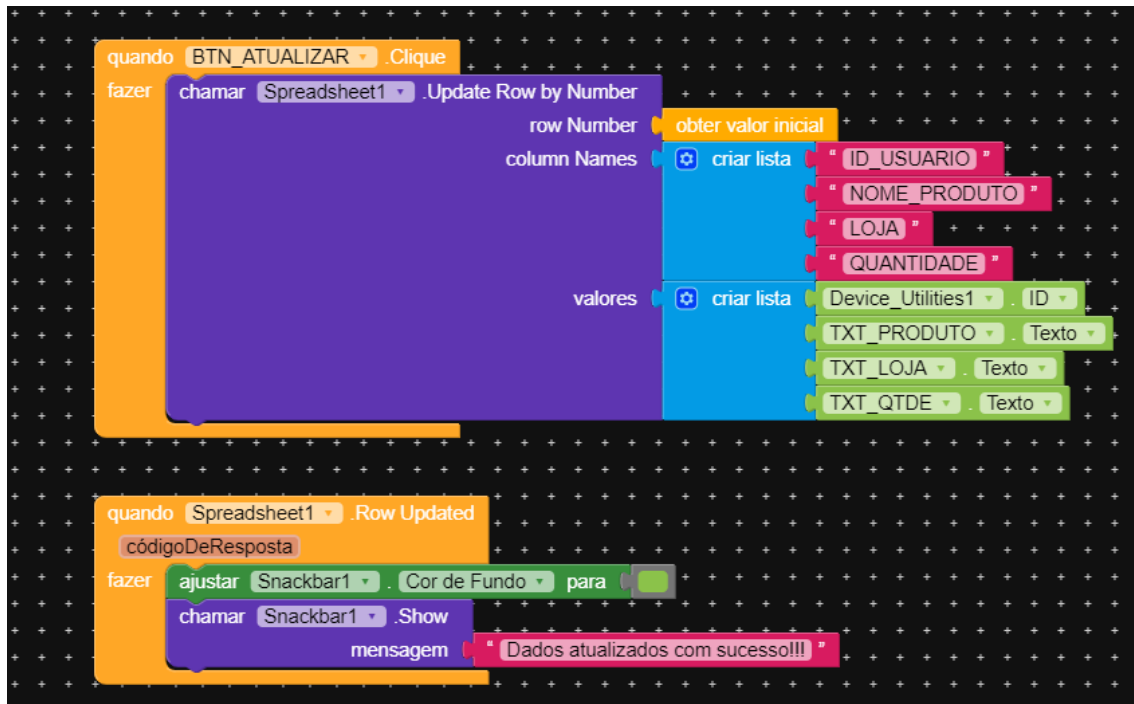 quando BTN_ATUALIZAR .Clique
fazer chamar Spreadsheet1 .Update Row by Number
row Number obter valor inicial
column Names criar lista " ID_USUARIO "
" NOME_PRODUTO "
" LOJA "
" QUANTIDADE "
valores criar lista Device_Utilities1 . ID
TXT_PRODUTO . Texto
TXT_LOJA . Texto
TXT_QTDE . Texto
quando Spreadsheet1 .Row Updated
códigoDeResposta
fazer ajustar Snackbar1 . Cor de Fundo para
chamar Snackbar1 .Show
mensagem " Dados atualizados com sucesso!!! "